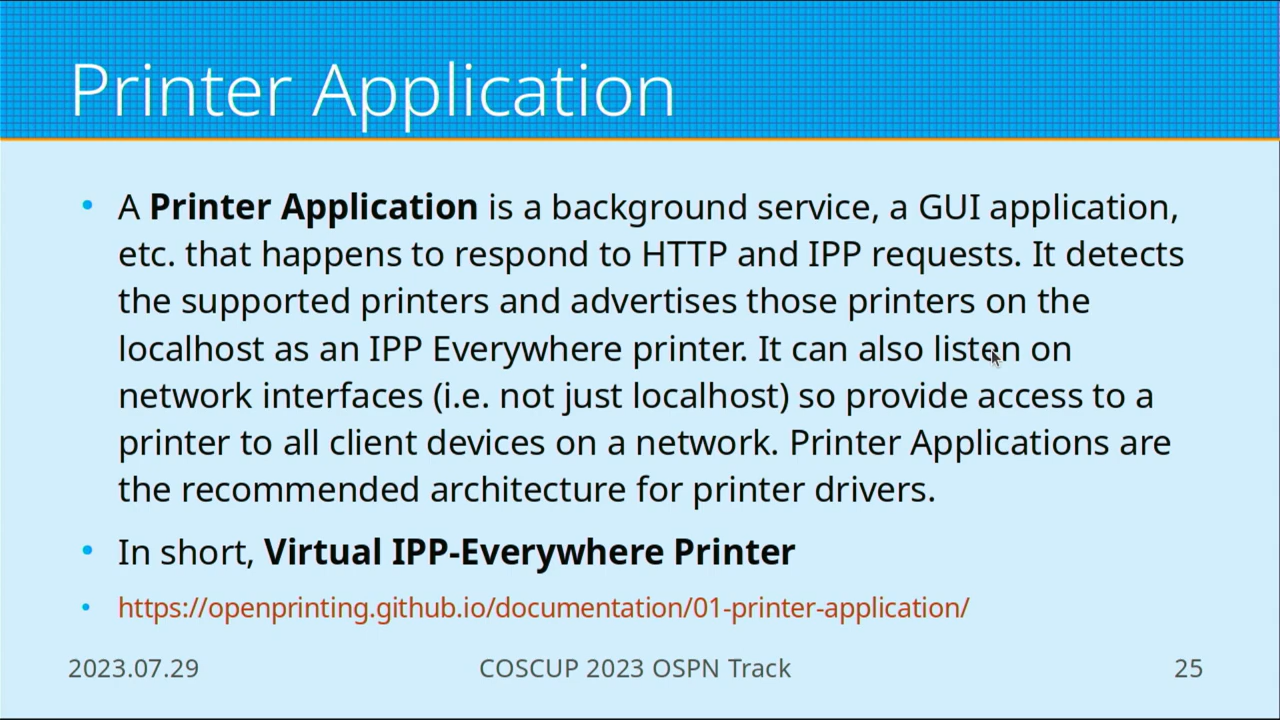 Printer Application
• A Printer Application is a background service, a GUI application,
etc. that happens to respond to HTTP and IPP requests. It detects
the supported printers and advertises those printers on the
localhost as an IPP Everywhere printer. It can also listen on
network interfaces (i.e. not just localhost) so provide access to a
printer to all client devices on a network. Printer Applications are
the recommended architecture for printer drivers.
• In short, Virtual IPP-Everywhere Printer
• https://openprinting.github.io/documentation/01-printer-application/
2023.07.29 COSCUP 2023 OSPN Track 25